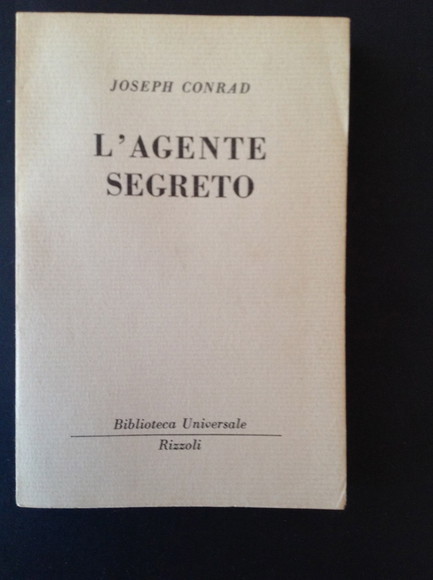 JOSEPH CONRAD
L'AGENTE
SEGRETO
Biblioteca Universale
Rizzoli